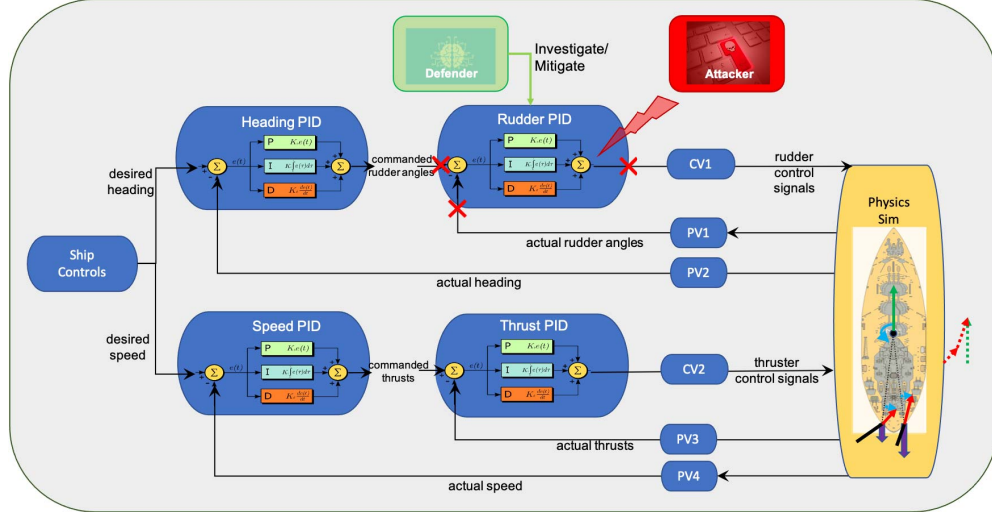 Defender
Investigate/
Mitigate
Attacker
Heading PID
P
e(t)
I
D
Σ
Σ
Rudder PID
P
e(t)
I
D
Σ
Σ
desired
heading
commanded
rudder angles
CV1
rudder
control
signals
Physics
Sim
actual rudder angles
PV1
Ship
Controls
actual heading
PV2
desired
speed
Speed PID
P
e(t)
I
D
Σ
Σ
Thrust PID
P
e(t)
I
D
Σ
Σ
commanded
thrusts
CV2
thruster
control signals
actual thrusts
PV3
actual speed
PV4